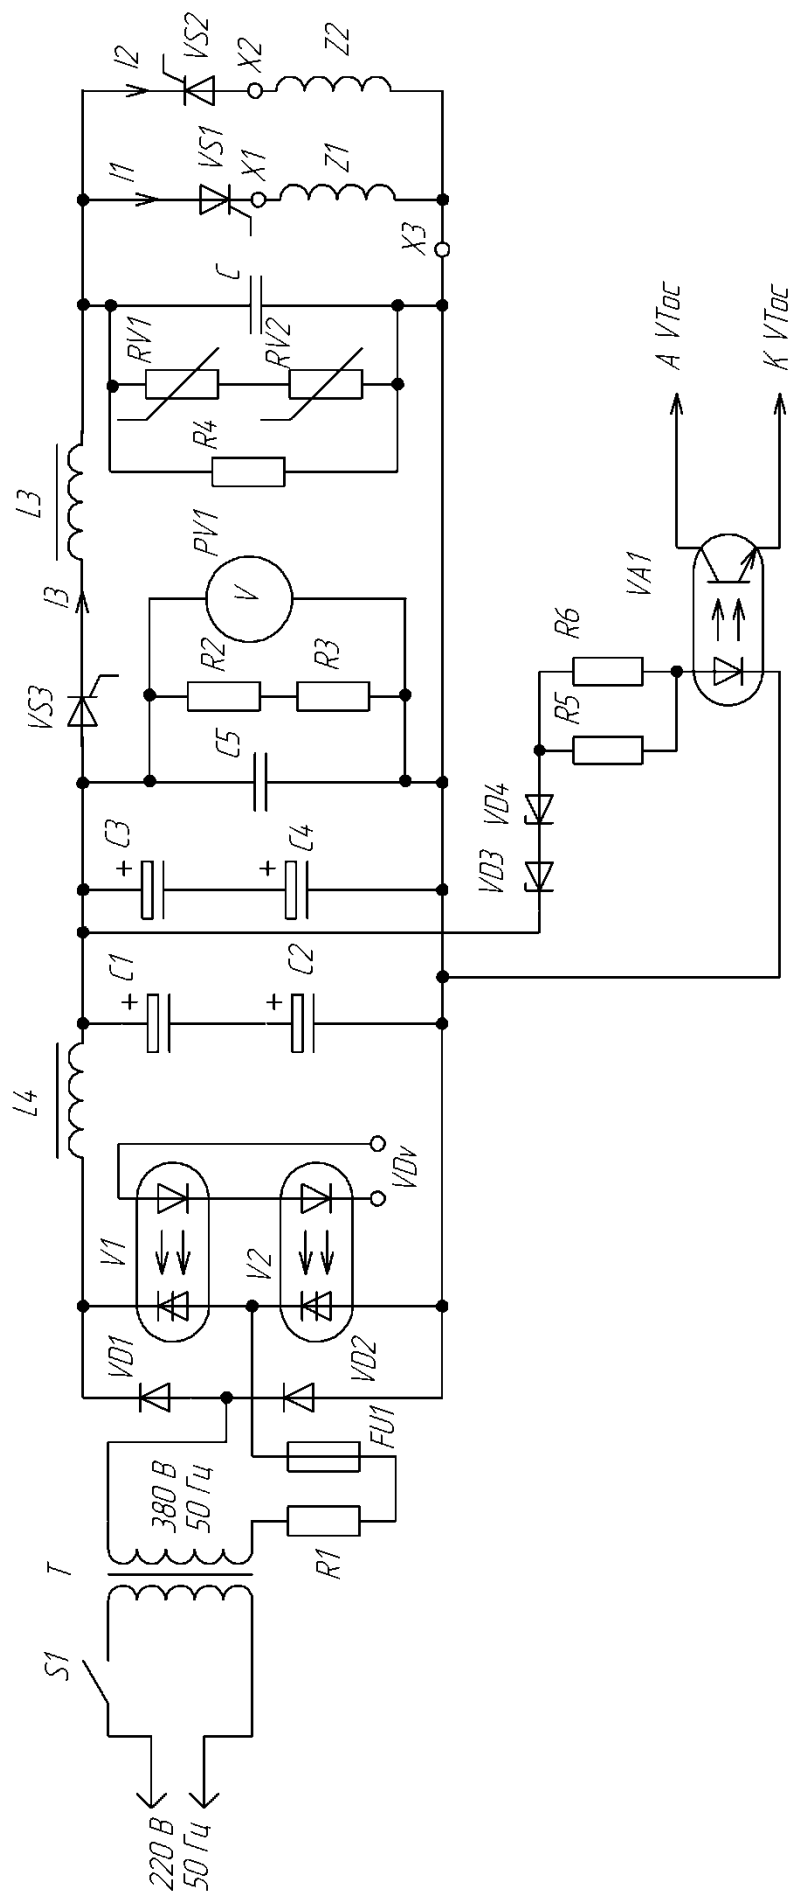 220 В
50 Гц
S1
T
380 В
50 Гц
R1
FU1
VD1
VD2
V1
V2
VDv
L4
+
C1
+
C2
+
C3
+
C4
C5
R2
R3
PV1
V
VS3
I3
L3
R4
RV1
RV2
C
I1
VS1
X1
Z1
X3
I2
VS2
X2
Z2
VD3
VD4
R5
R6
VA1
A VTос
K VTос